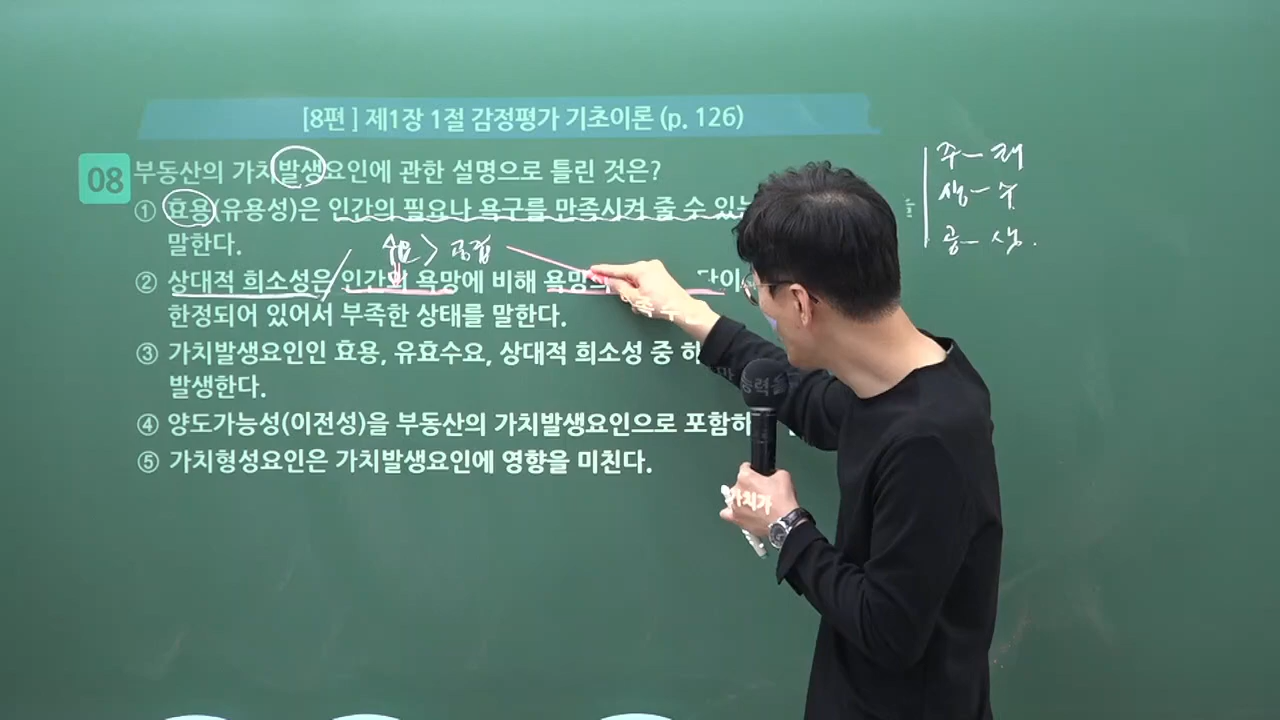 [8편 ] 제1장 1절 감정평가 기초이론 (p. 126)
08 부동산의 가치발생요인에 관한 설명으로 틀린 것은?
① 효용(유용성)은 인간의 필요나 욕구를 만족시켜 줄 수 있는
말한다.
수요 > 공급
② 상대적 희소성은 인간의 욕망에 비해 욕망의
한정되어 있어서 부족한 상태를 말한다.
③ 가치발생요인인 효용, 유효수요, 상대적 희소성 중 하
발생한다.
④ 양도가능성(이전성)을 부동산의 가치발생요인으로 포함하
⑤ 가치형성요인은 가치발생요인에 영향을 미친다.
가치가
주 - 쾌
생 - 수
공 - 생.